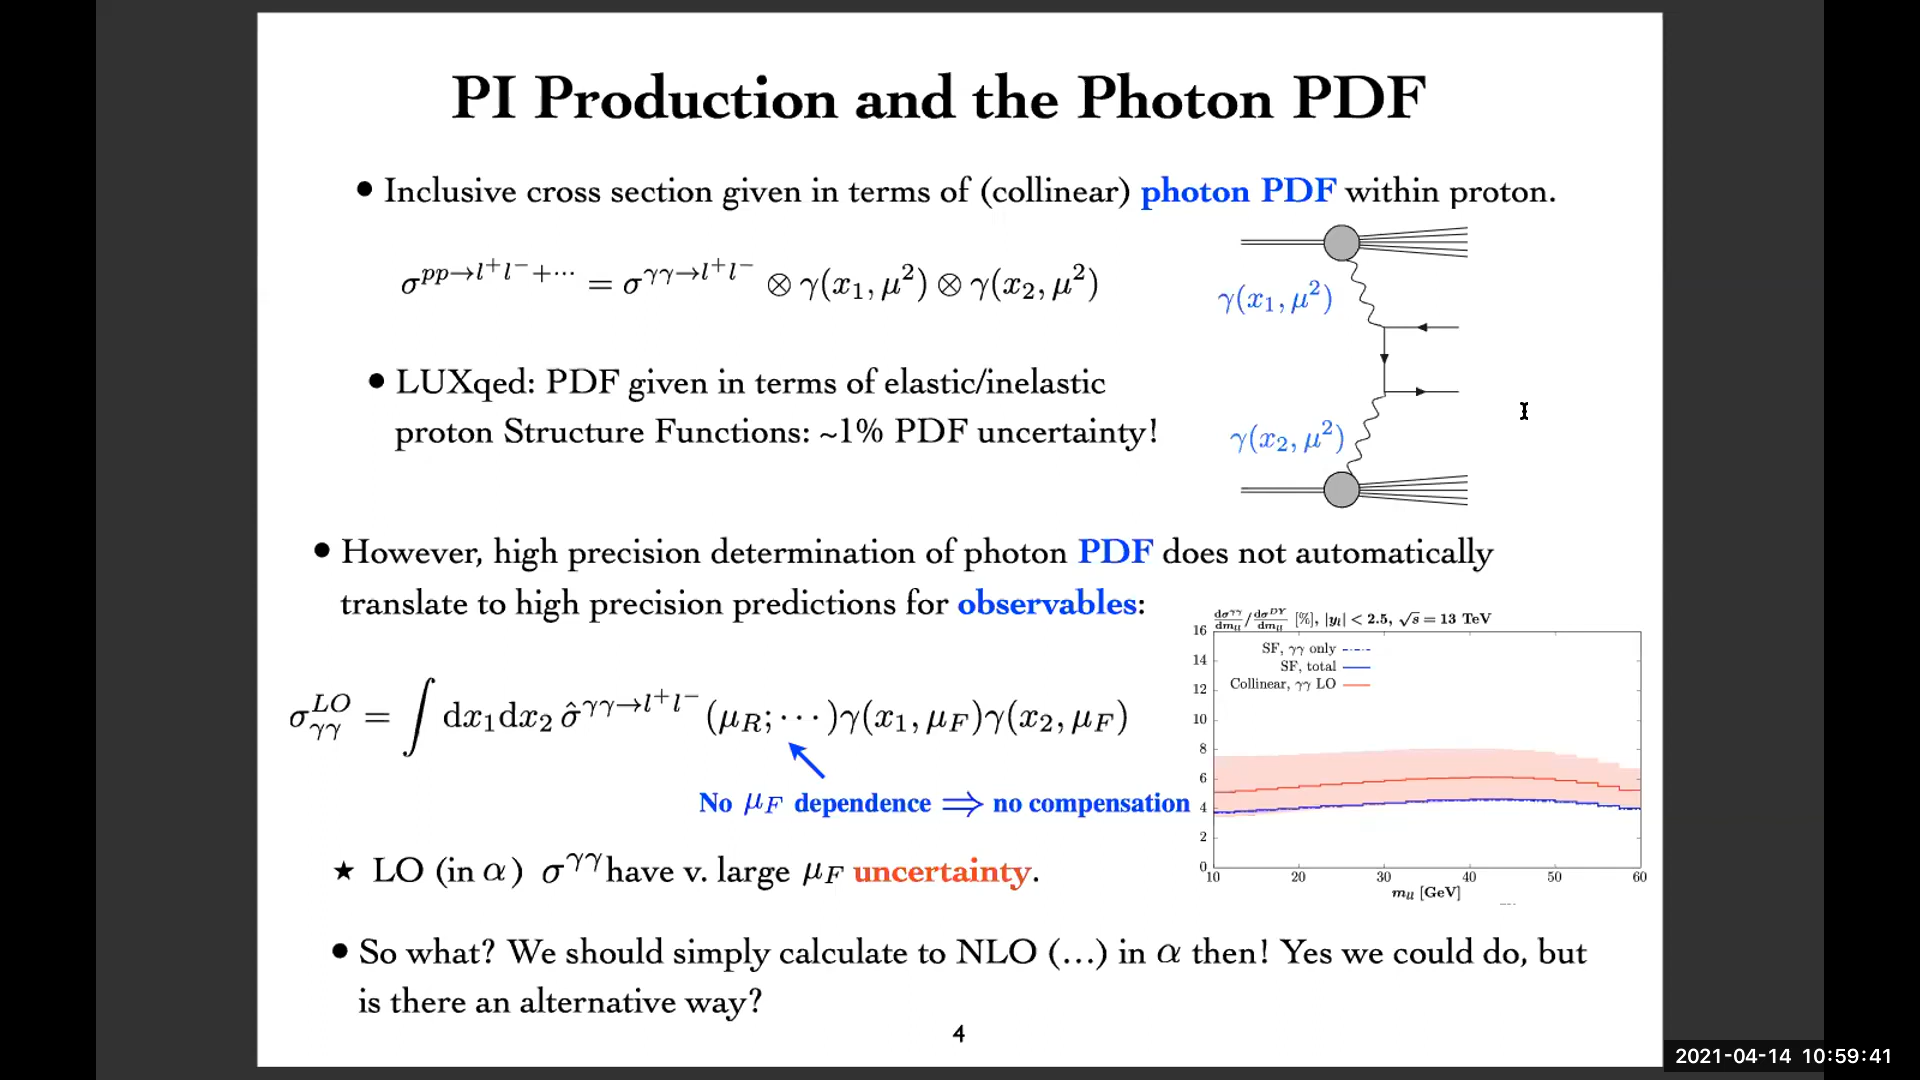 PI Production and the Photon PDF
• Inclusive cross section given in terms of (collinear) photon PDF within proton.
σ^{pp→l⁺l⁻+···} = σ^{γγ→l⁺l⁻} ⊗ γ(x₁, μ²) ⊗ γ(x₂, μ²)
γ(x₁, μ²)
• LUXqed: PDF given in terms of elastic/inelastic
proton Structure Functions: ~1% PDF uncertainty!
γ(x₂, μ²)
• However, high precision determination of photon PDF does not automatically
translate to high precision predictions for observables:
σ^{LO}_{γγ} = ∫ dx₁dx₂ σ̂^{γγ→l⁺l⁻}(μ_R; ···)γ(x₁, μ_F)γ(x₂, μ_F)
No μ_F dependence ⟹ no compensation
dσ^{γγ}/dm_{ll} / dσ^{DY}/dm_{ll} [%], |y_l| < 2.5, √s = 13 TeV
SF, γγ only
SF, total
Collinear, γγ LO
16
14
12
10
8
6
4
2
0
10 20 30 40 50 60
m_{ll} [GeV]
★ LO (in α) σ^{γγ} have v. large μ_F uncertainty.
• So what? We should simply calculate to NLO (…) in α then! Yes we could do, but
is there an alternative way?
4
2021-04-14 10:59:41